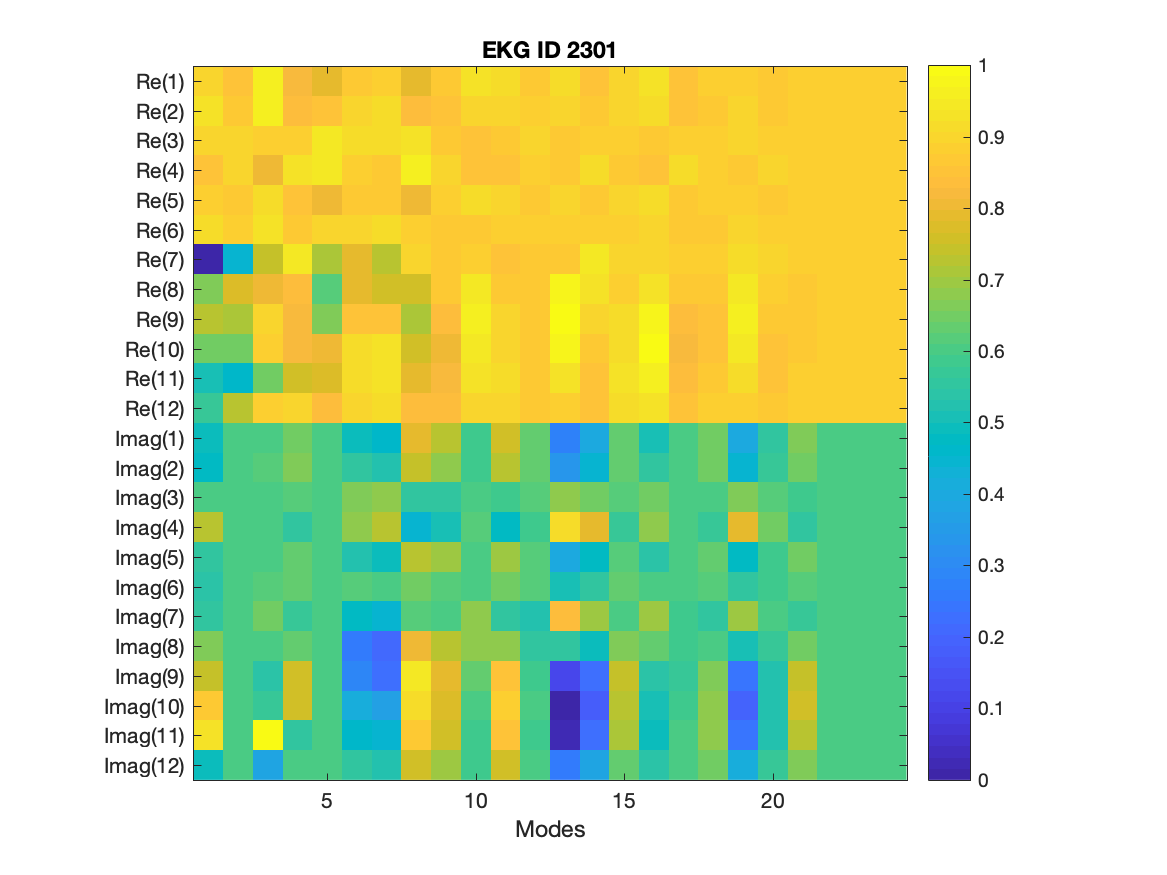 EKG ID 2301
Re(1)
Re(2)
Re(3)
Re(4)
Re(5)
Re(6)
Re(7)
Re(8)
Re(9)
Re(10)
Re(11)
Re(12)
Imag(1)
Imag(2)
Imag(3)
Imag(4)
Imag(5)
Imag(6)
Imag(7)
Imag(8)
Imag(9)
Imag(10)
Imag(11)
Imag(12)
5 10 15 20
Modes
1
0.9
0.8
0.7
0.6
0.5
0.4
0.3
0.2
0.1
0